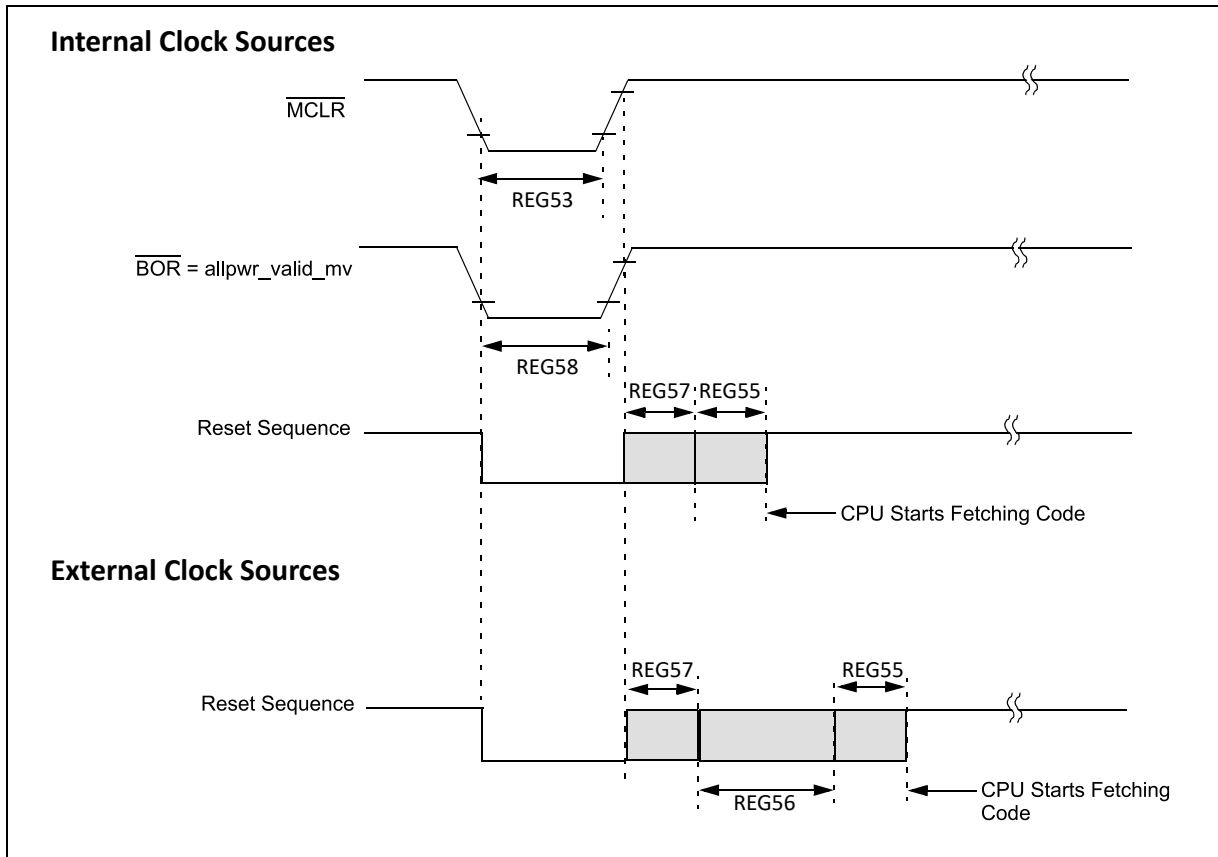 Internal Clock Sources
MCLR
REG53
BOR = allpwr_valid_mv
REG58
REG57 REG55
Reset Sequence
CPU Starts Fetching Code
External Clock Sources
REG57 REG55
Reset Sequence
REG56
CPU Starts Fetching
Code